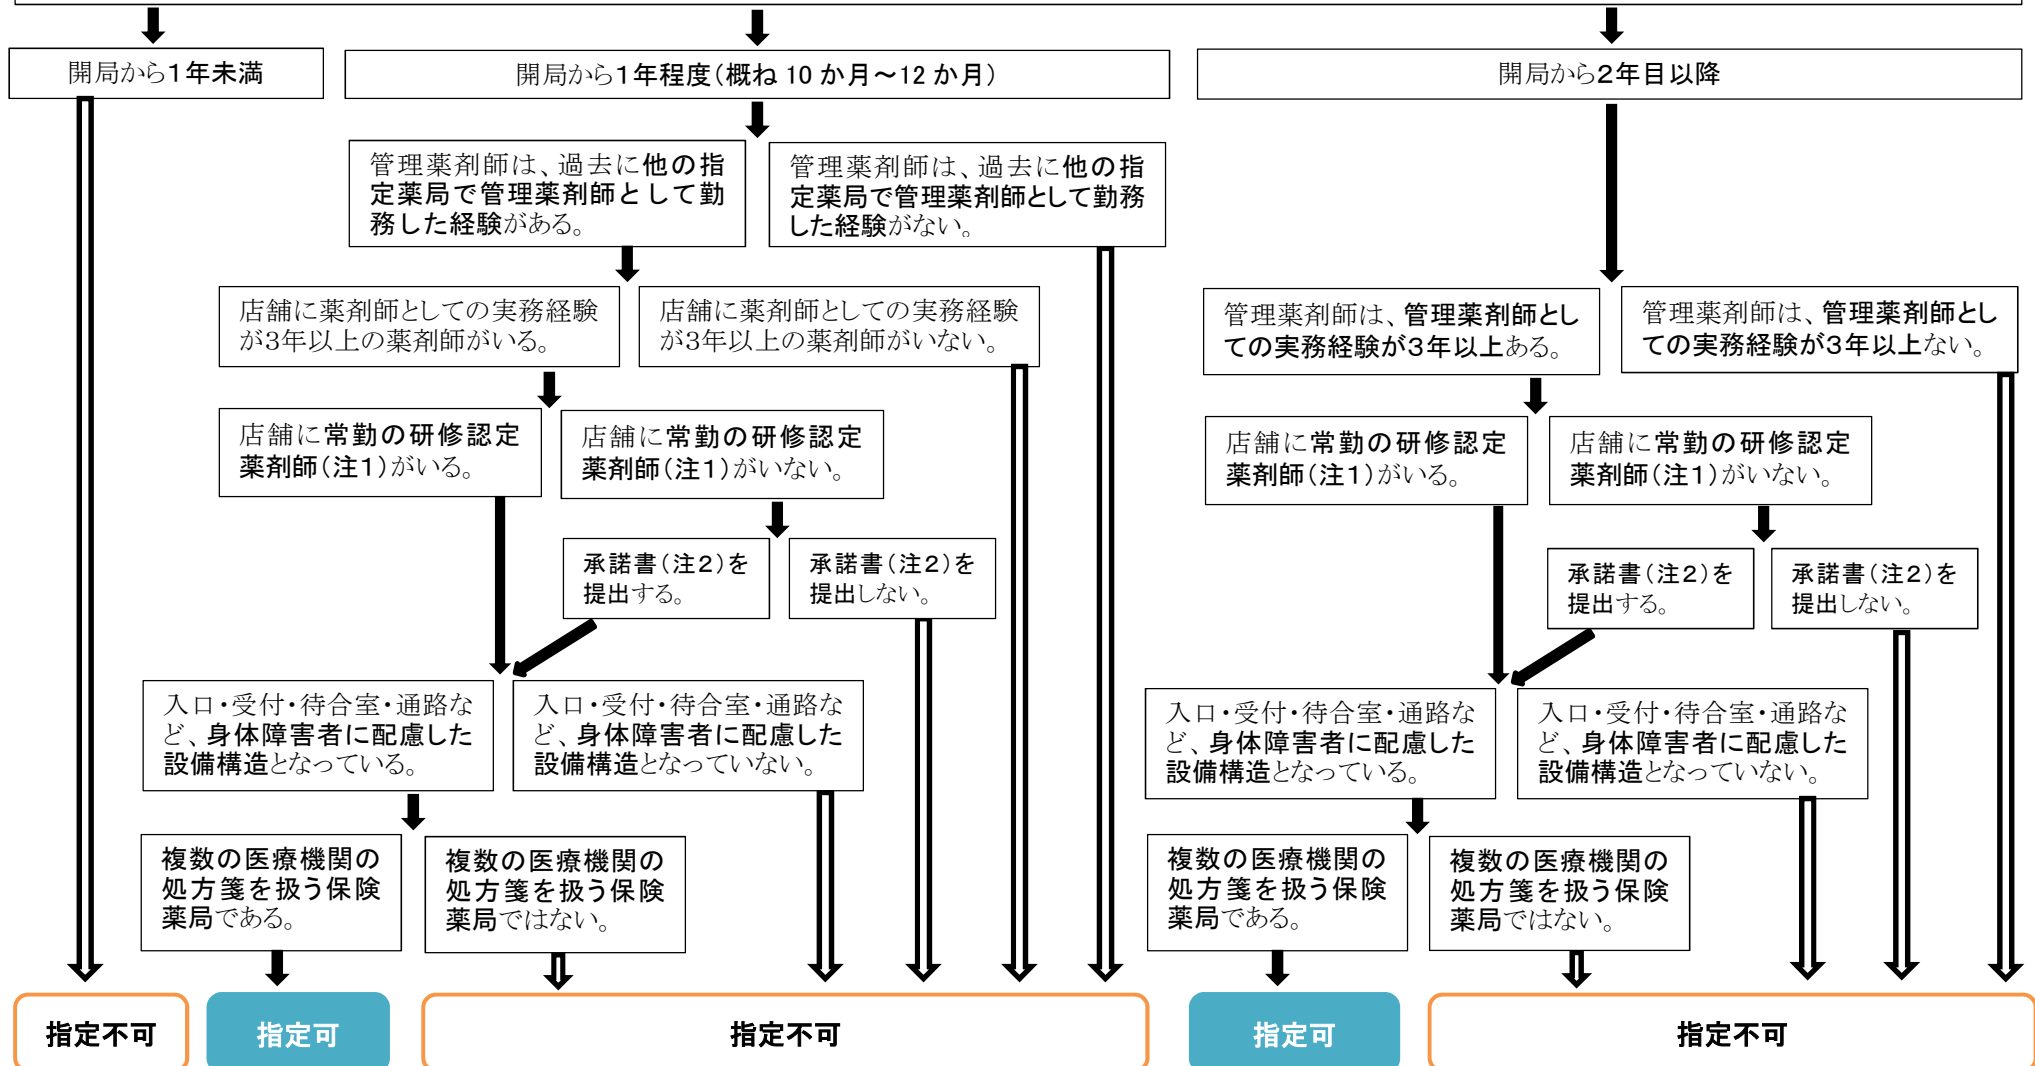 開局から1年未満
開局から1年程度(概ね 10 か月~12 か月)
開局から2年目以降
管理薬剤師は、過去に他の指
定薬局で管理薬剤師として勤
務した経験がある。
管理薬剤師は、過去に他の指
定薬局で管理薬剤師として勤務
した経験がない。
店舗に薬剤師としての実務経験
が3年以上の薬剤師がいる。
店舗に薬剤師としての実務経験
が3年以上の薬剤師がいない。
管理薬剤師は、管理薬剤師とし
ての実務経験が3年以上ある。
管理薬剤師は、管理薬剤師とし
ての実務経験が3年以上ない。
店舗に常勤の研修認定
薬剤師(注1)がいる。
店舗に常勤の研修認定
薬剤師(注1)がいない。
店舗に常勤の研修認定
薬剤師(注1)がいる。
店舗に常勤の研修認定
薬剤師(注1)がいない。
承諾書(注2)を
提出する。
承諾書(注2)を
提出しない。
承諾書(注2)を
提出する。
承諾書(注2)を
提出しない。
入口・受付・待合室・通路な
ど、身体障害者に配慮した
設備構造となっている。
入口・受付・待合室・通路な
ど、身体障害者に配慮した
設備構造となっていない。
入口・受付・待合室・通路な
ど、身体障害者に配慮した
設備構造となっている。
入口・受付・待合室・通路な
ど、身体障害者に配慮した
設備構造となっていない。
複数の医療機関の
処方箋を扱う保険
薬局である。
複数の医療機関の
処方箋を扱う保険
薬局ではない。
複数の医療機関の
処方箋を扱う保険
薬局である。
複数の医療機関の
処方箋を扱う保険
薬局ではない。
指定不可
指定可
指定不可
指定可
指定不可